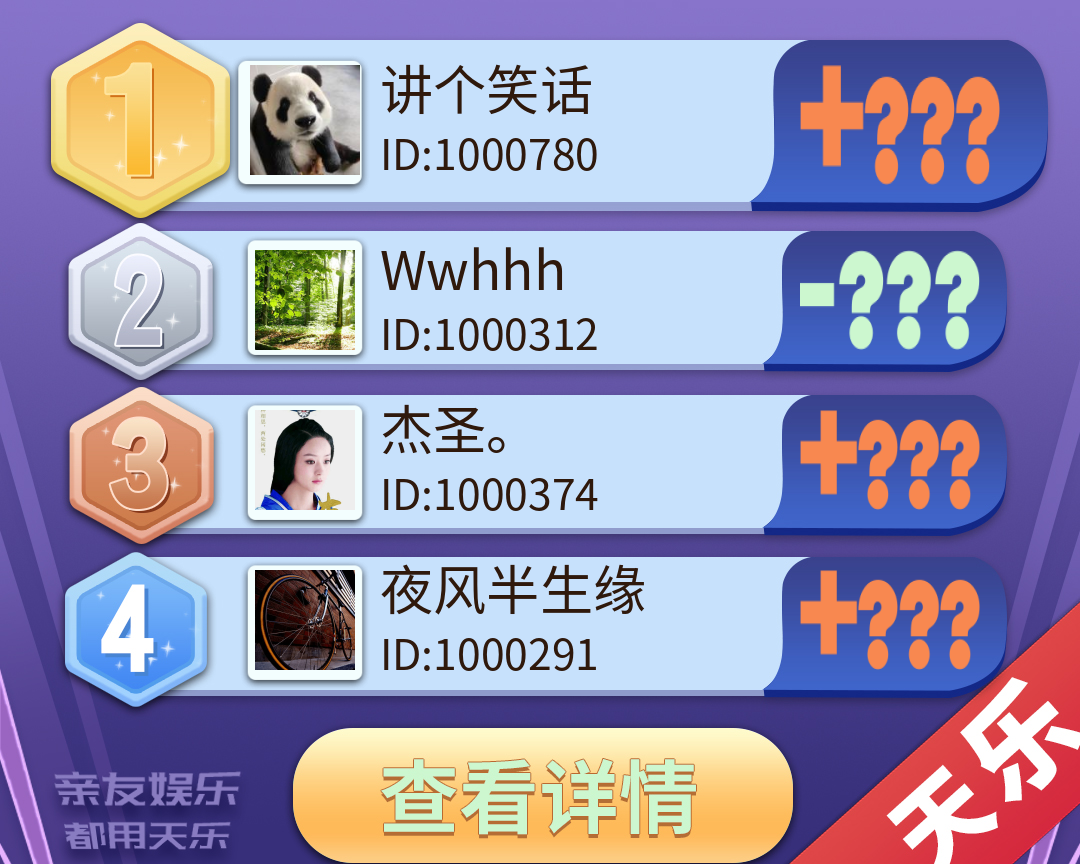 1
讲个笑话
ID:1000780
+???
2
Wwhhh
ID:1000312
-???
3
杰圣。
ID:1000374
+???
4
夜风半生缘
ID:1000291
+???
查看详情
亲友娱乐
都用天乐
天乐